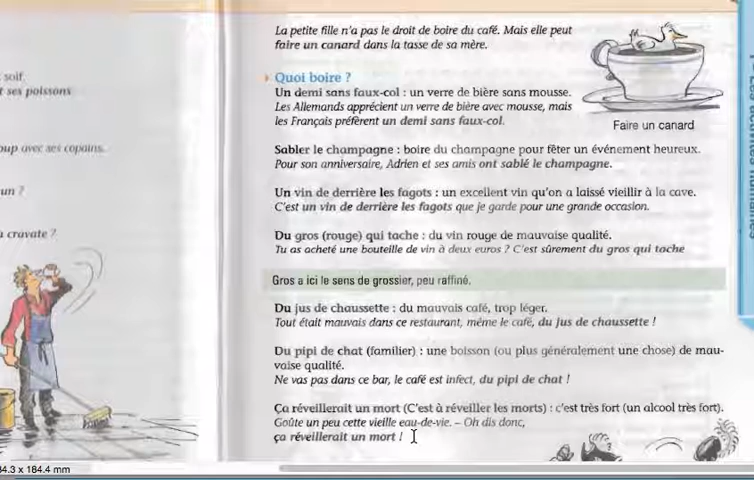 soif.
ses poissons
avec ses copains.
un ?
cravate ?
La petite fille n'a pas le droit de boire du café. Mais elle peut
faire un canard dans la tasse de sa mère.
Quoi boire ?
Un demi sans faux-col : un verre de bière sans mousse.
Les Allemands apprécient un verre de bière avec mousse, mais
les Français préfèrent un demi sans faux-col.
Faire un canard
Sabler le champagne : boire du champagne pour fêter un événement heureux.
Pour son anniversaire, Adrien et ses amis ont sablé le champagne.
Un vin de derrière les fagots : un excellent vin qu'on a laissé vieillir à la cave.
C'est un vin de derrière les fagots que je garde pour une grande occasion.
Du gros (rouge) qui tache : du vin rouge de mauvaise qualité.
Tu as acheté une bouteille de vin à deux euros ? C'est sûrement du gros qui tache
Gros a ici le sens de grossier, peu raffiné.
Du jus de chaussette : du mauvais café, trop léger.
Tout était mauvais dans ce restaurant, même le café, du jus de chaussette !
Du pipi de chat (familier) : une boisson (ou plus généralement une chose) de mau-
vaise qualité.
Ne vas pas dans ce bar, le café est infect, du pipi de chat !
Ça réveillerait un mort (C'est à réveiller les morts) : c'est très fort (un alcool très fort).
Goûte un peu cette vieille eau-de-vie. – Oh dis donc,
ça réveillerait un mort !
4.3 x 184.4 mm